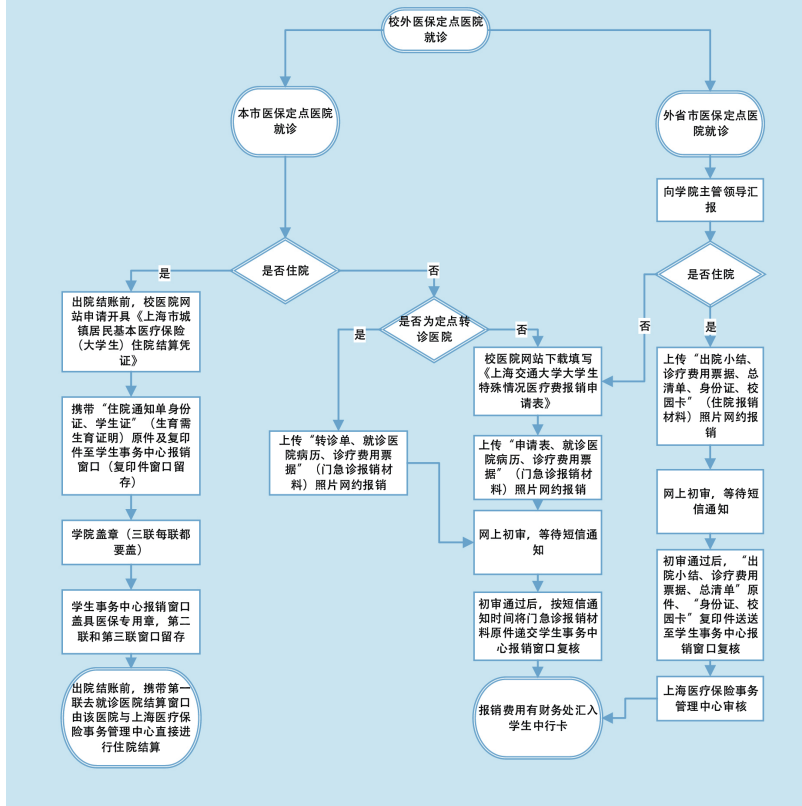 校外医保定点医院
就诊
本市医保定点医院
就诊
外省市医保定点医
院就诊
向学院主管领导汇
报
是否住院
是
否
出院结账前，校医院网
站申请开具《上海市城
镇居民基本医疗保险
（大学生）住院结算凭
证》
携带“住院通知单身份
证、学生证”（生育需
生育证明）原件及复印
件至学生事务中心报销
窗口（复印件窗口留
存）
学院盖章（三联每联都
要盖）
学生事务中心报销窗口
盖具医保专用章，第二
联和第三联窗口留存
出院结账前，携带第一
联去就诊医院结算窗口
由该医院与上海医疗保
险事务管理中心直接进
行住院结算
是否为定点转
诊医院
是
否
上传“转诊单、就诊医
院病历、诊疗费用票
据”（门急诊报销材
料）照片网约报销
校医院网站下载填写
《上海交通大学大学生
特殊情况医疗费报销申
请表》
上传“申请表、就诊医
院病历、诊疗费用票
据”（门急诊报销材
料）照片网约报销
网上初审，等待短信通
知
初审通过后，按短信通
知时间将门急诊报销材
料原件递交学生事务中
心报销窗口复核
报销费用有财务处汇入
学生中行卡
是否住院
否
是
上传“出院小结、
诊疗费用票据、总
清单、身份证、校
园卡”（住院报销
材料）照片网约报
销
网上初审，等待短
信通知
初审通过后，“出
院小结、诊疗费用
票据、总清单”原
件、“身份证、校
园卡”复印件送送
至学生事务中心报
销窗口复核
上海医疗保险事务
管理中心审核